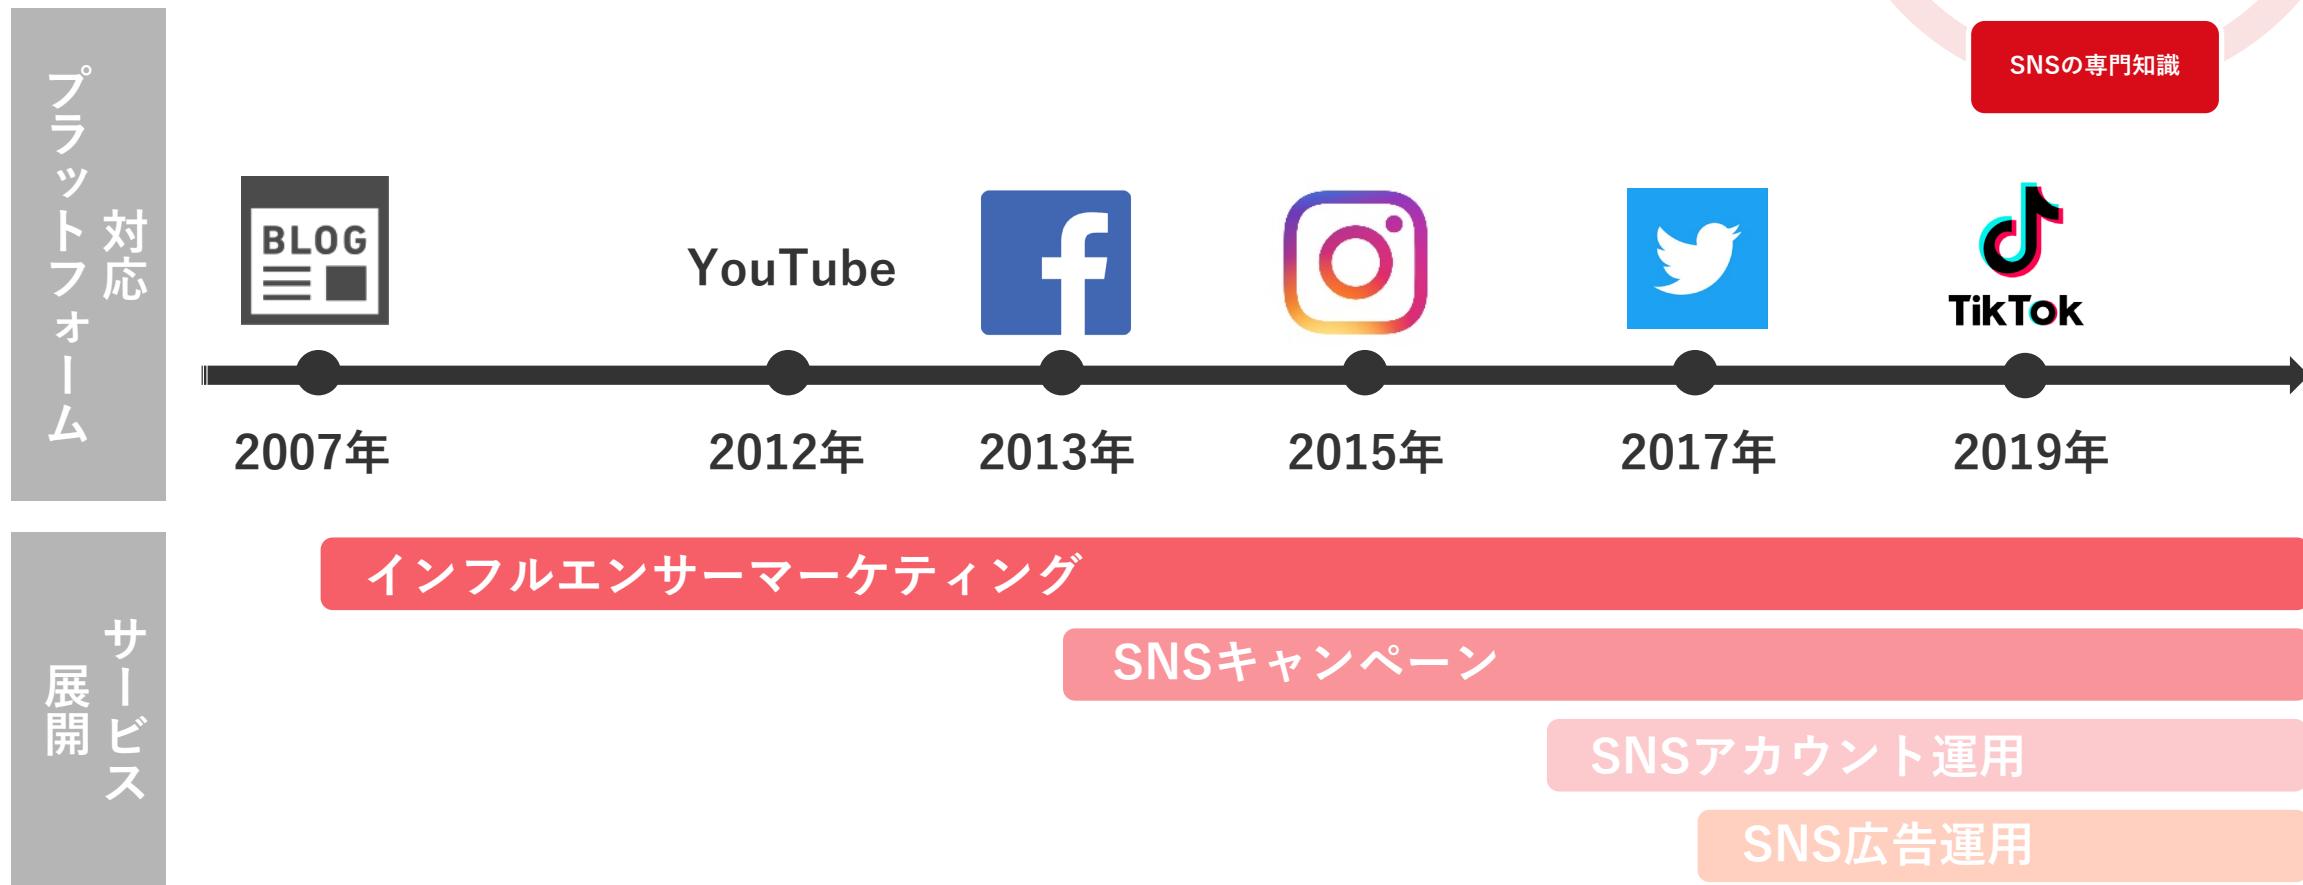 SNSの専門知識
対応
プラットフォーム
BLOG
YouTube
TikTok
2007年
2012年
2013年
2015年
2017年
2019年
サービス
展開
インフルエンサーマーケティング
SNSキャンペーン
SNSアカウント運用
SNS広告運用